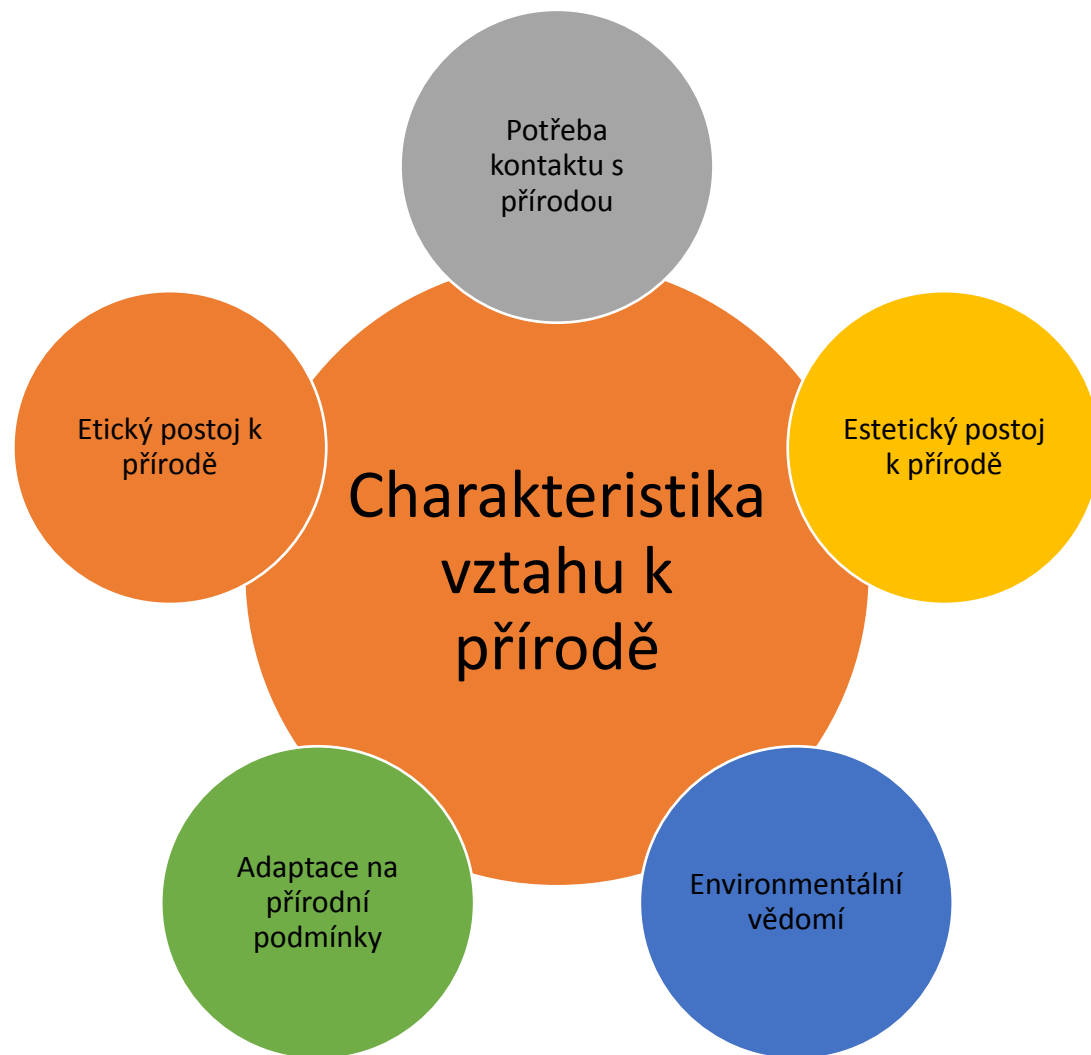 Potřeba
kontaktu s
přírodou
Etický postoj k
přírodě
Estetický postoj
k přírodě
Charakteristika
vztahu k
přírodě
Adaptace na
přírodní
podmínky
Environmentální
vědomí